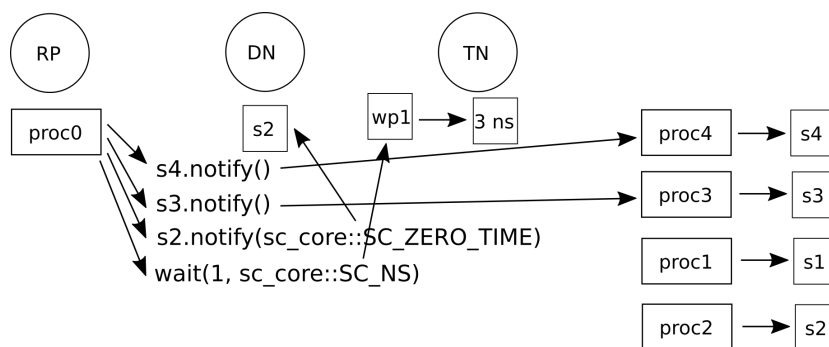 RP
DN
TN
proc0
s2
wp1
3 ns
proc4
s4
s4.notify()
s3.notify()
proc3
s3
s2.notify(sc_core::SC_ZERO_TIME)
wait(1, sc_core::SC_NS)
proc1
s1
proc2
s2